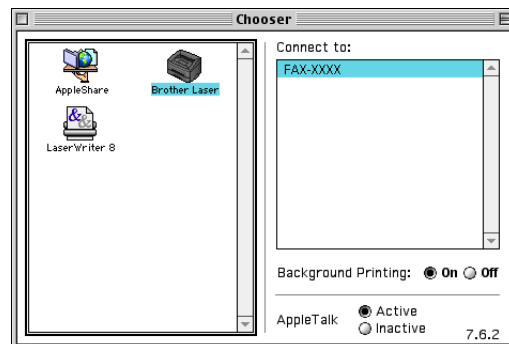 Chooser
AppleShare
Brother Laser
LaserWriter 8
Connect to:
FAX-XXXX
Background Printing: On Off
AppleTalk Active
Inactive
7.6.2